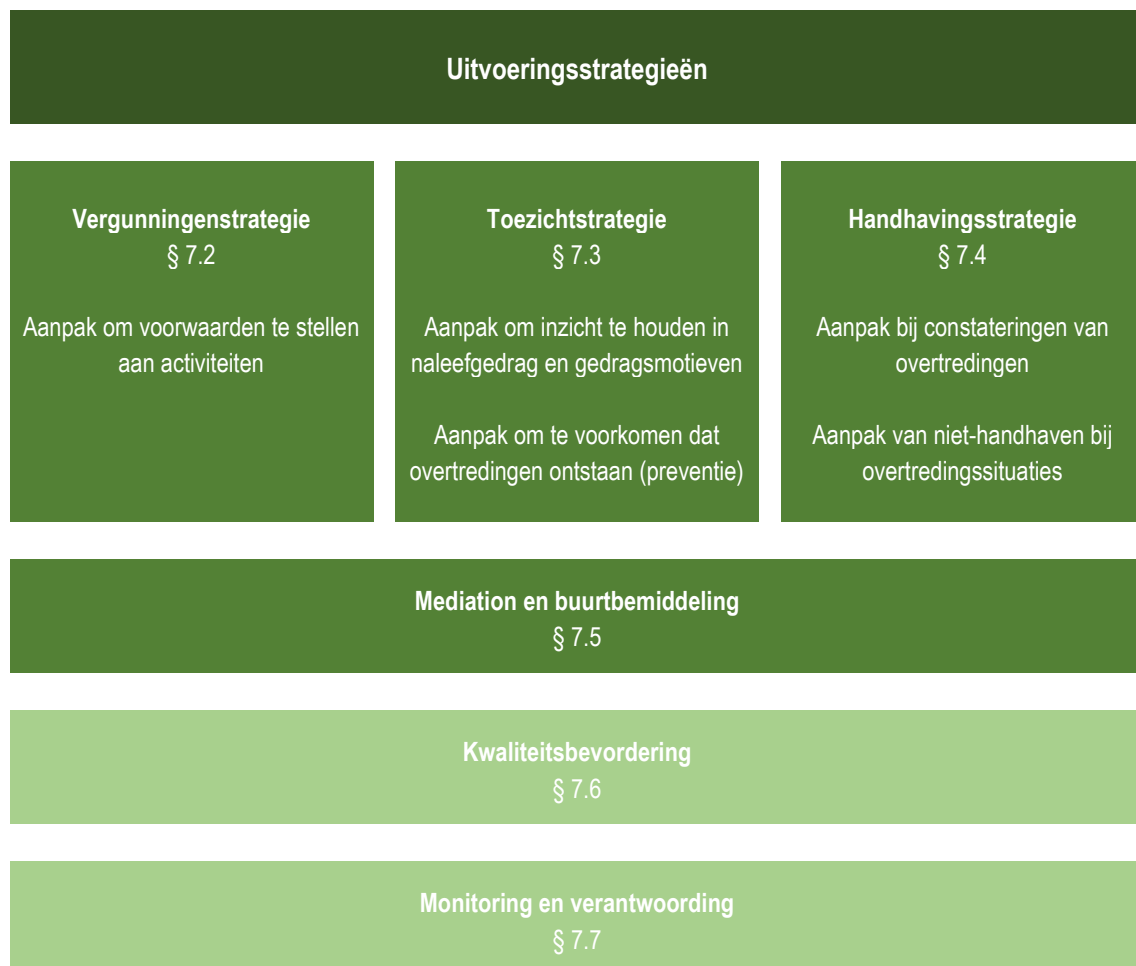 Uitvoeringsstrategieën
Vergunningenstrategie
§ 7.2
Aanpak om voorwaarden te stellen
aan activiteiten
Toezichtstrategie
§ 7.3
Aanpak om inzicht te houden in
naleefgedrag en gedragsmotieven
Aanpak om te voorkomen dat
overtredingen ontstaan (preventie)
Handhavingsstrategie
§ 7.4
Aanpak bij constateringen van
overtredingen
Aanpak van niet-handhaven bij
overtredingssituaties
Mediation en buurtbemiddeling
§ 7.5
Kwaliteitsbevordering
§ 7.6
Monitoring en verantwoording
§ 7.7